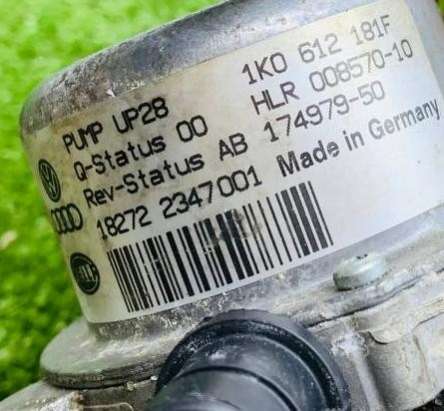 PUMP UP28 1K0 612 181F
Q-Status 00 HLR 008570-10
Rev-Status AB 174979-50
18272 2347001 Made in Germany